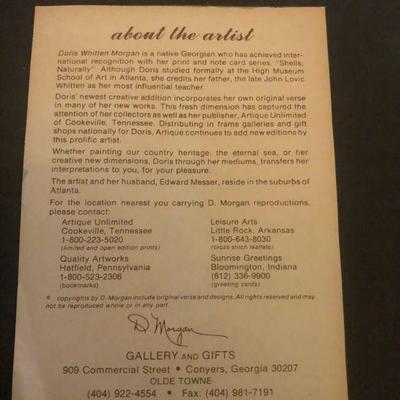 about the artist
Doris Whitten Morgan is a native Georgian who has achieved inter-
national recognition with her print and note card series, "Shells,
Naturally" Although Doris studied formally at the High Museum
School of Art in Atlanta, she credits her father, the late John Lovic
Whitten as her most influential teacher.
Doris' newest creative addition incorporates her own original verse
in many of her new works. This fresh dimension has captured the
attention of her collectors as well as her publisher, Artique Unlimited
of Cookeville, Tennessee. Distributing in frame galleries and gift
shops nationally for Doris, Artique continues to add new editions by
this prolific artist.
Whether painting our country heritage, the eternal sea, or her
creative new dimensions, Doris through her mediums, transfers her
interpretations to you, for your pleasure.
The artist and her husband, Edward Messer, reside in the suburbs of
Atlanta.
For the location nearest you carrying D. Morgan reproductions,
please contact:
Artique Unlimited
Cookeville, Tennessee
1-800-223-5020
(limited and open edition prints)
Leisure Arts
Little Rock, Arkansas
1-800-643-8030
(cross stitch leaflets)
Quality Artworks
Hatfield, Pennsylvania
1-800-523-2306
(bookmarks)
Sunrise Greetings
Bloomington, Indiana
(812) 336-9900
(greeting cards)
* copyrights by D. Morgan include original verse and designs. All rights reserved and may
not be reproduced whole or in any part.
D. Morgan
GALLERY AND GIFTS
909 Commercial Street • Conyers, Georgia 30207
OLDE TOWNE
(404) 922-4554 • Fax: (404) 981-7191